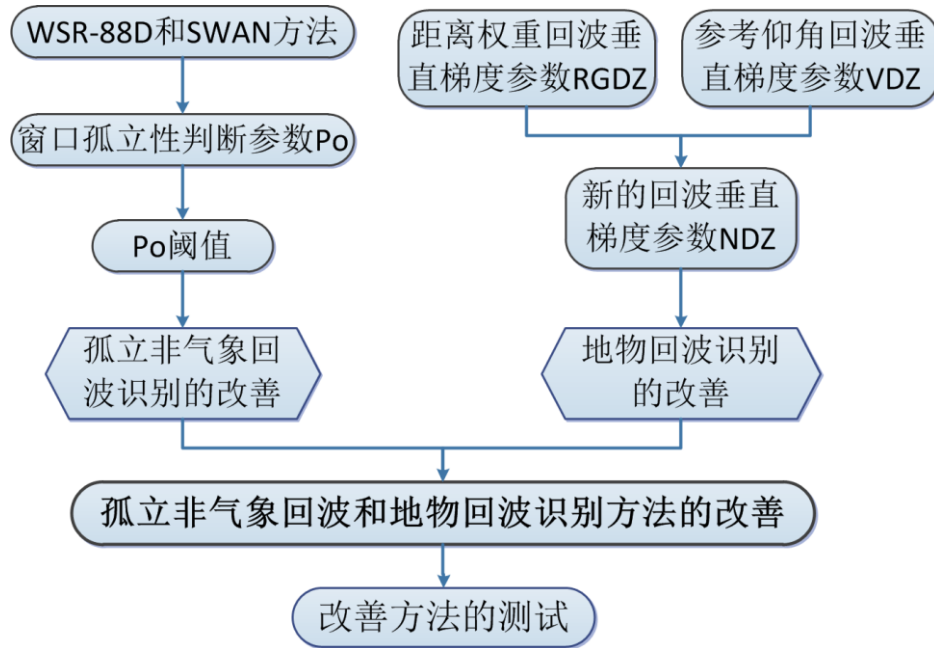 WSR-88D和SWAN方法
窗口孤立性判断参数Po
Po阈值
孤立非气象回
波识别的改善
距离权重回波垂
直梯度参数RGDZ
参考仰角回波垂
直梯度参数VDZ
新的回波垂直
梯度参数NDZ
地物回波识别
的改善
孤立非气象回波和地物回波识别方法的改善
改善方法的测试